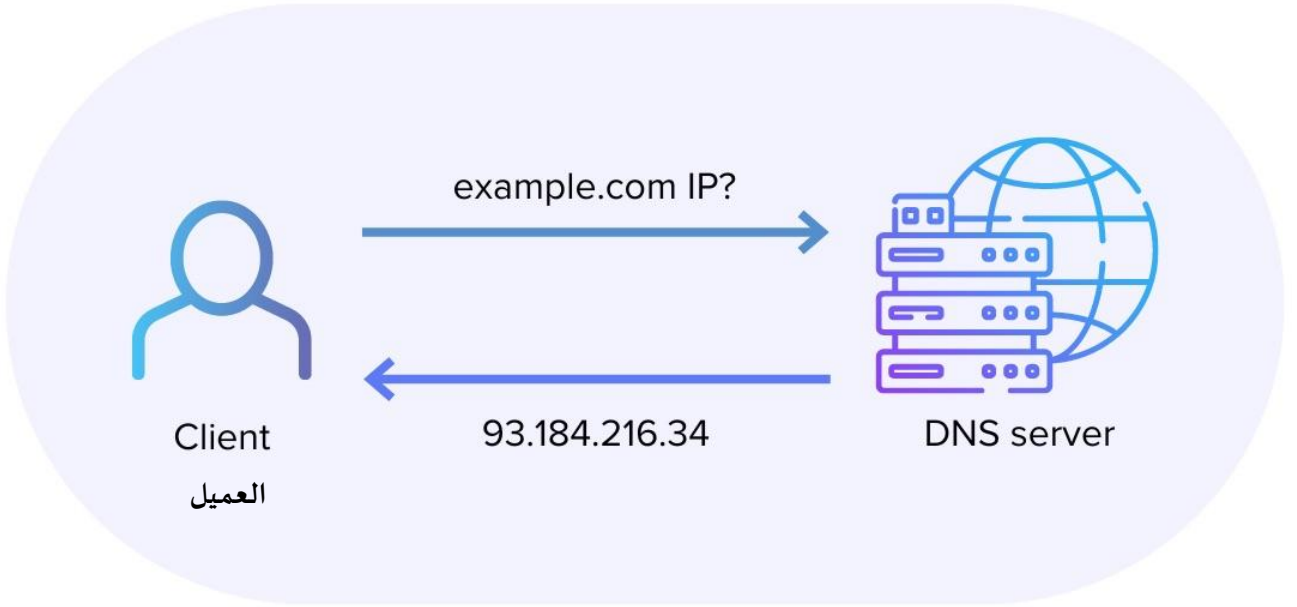 example.com IP?
Client
العميل
93.184.216.34
DNS server